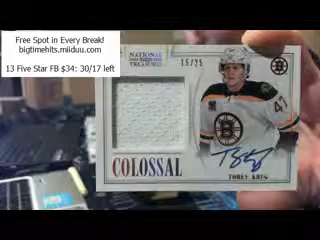 Free Spot in Every Break!
bigtimehits.miiduu.com
13 Five Star FB $34: 30/17 left
NATIONAL
TREASURES
15/25
B
47
COLOSSAL
TOREY KRUG